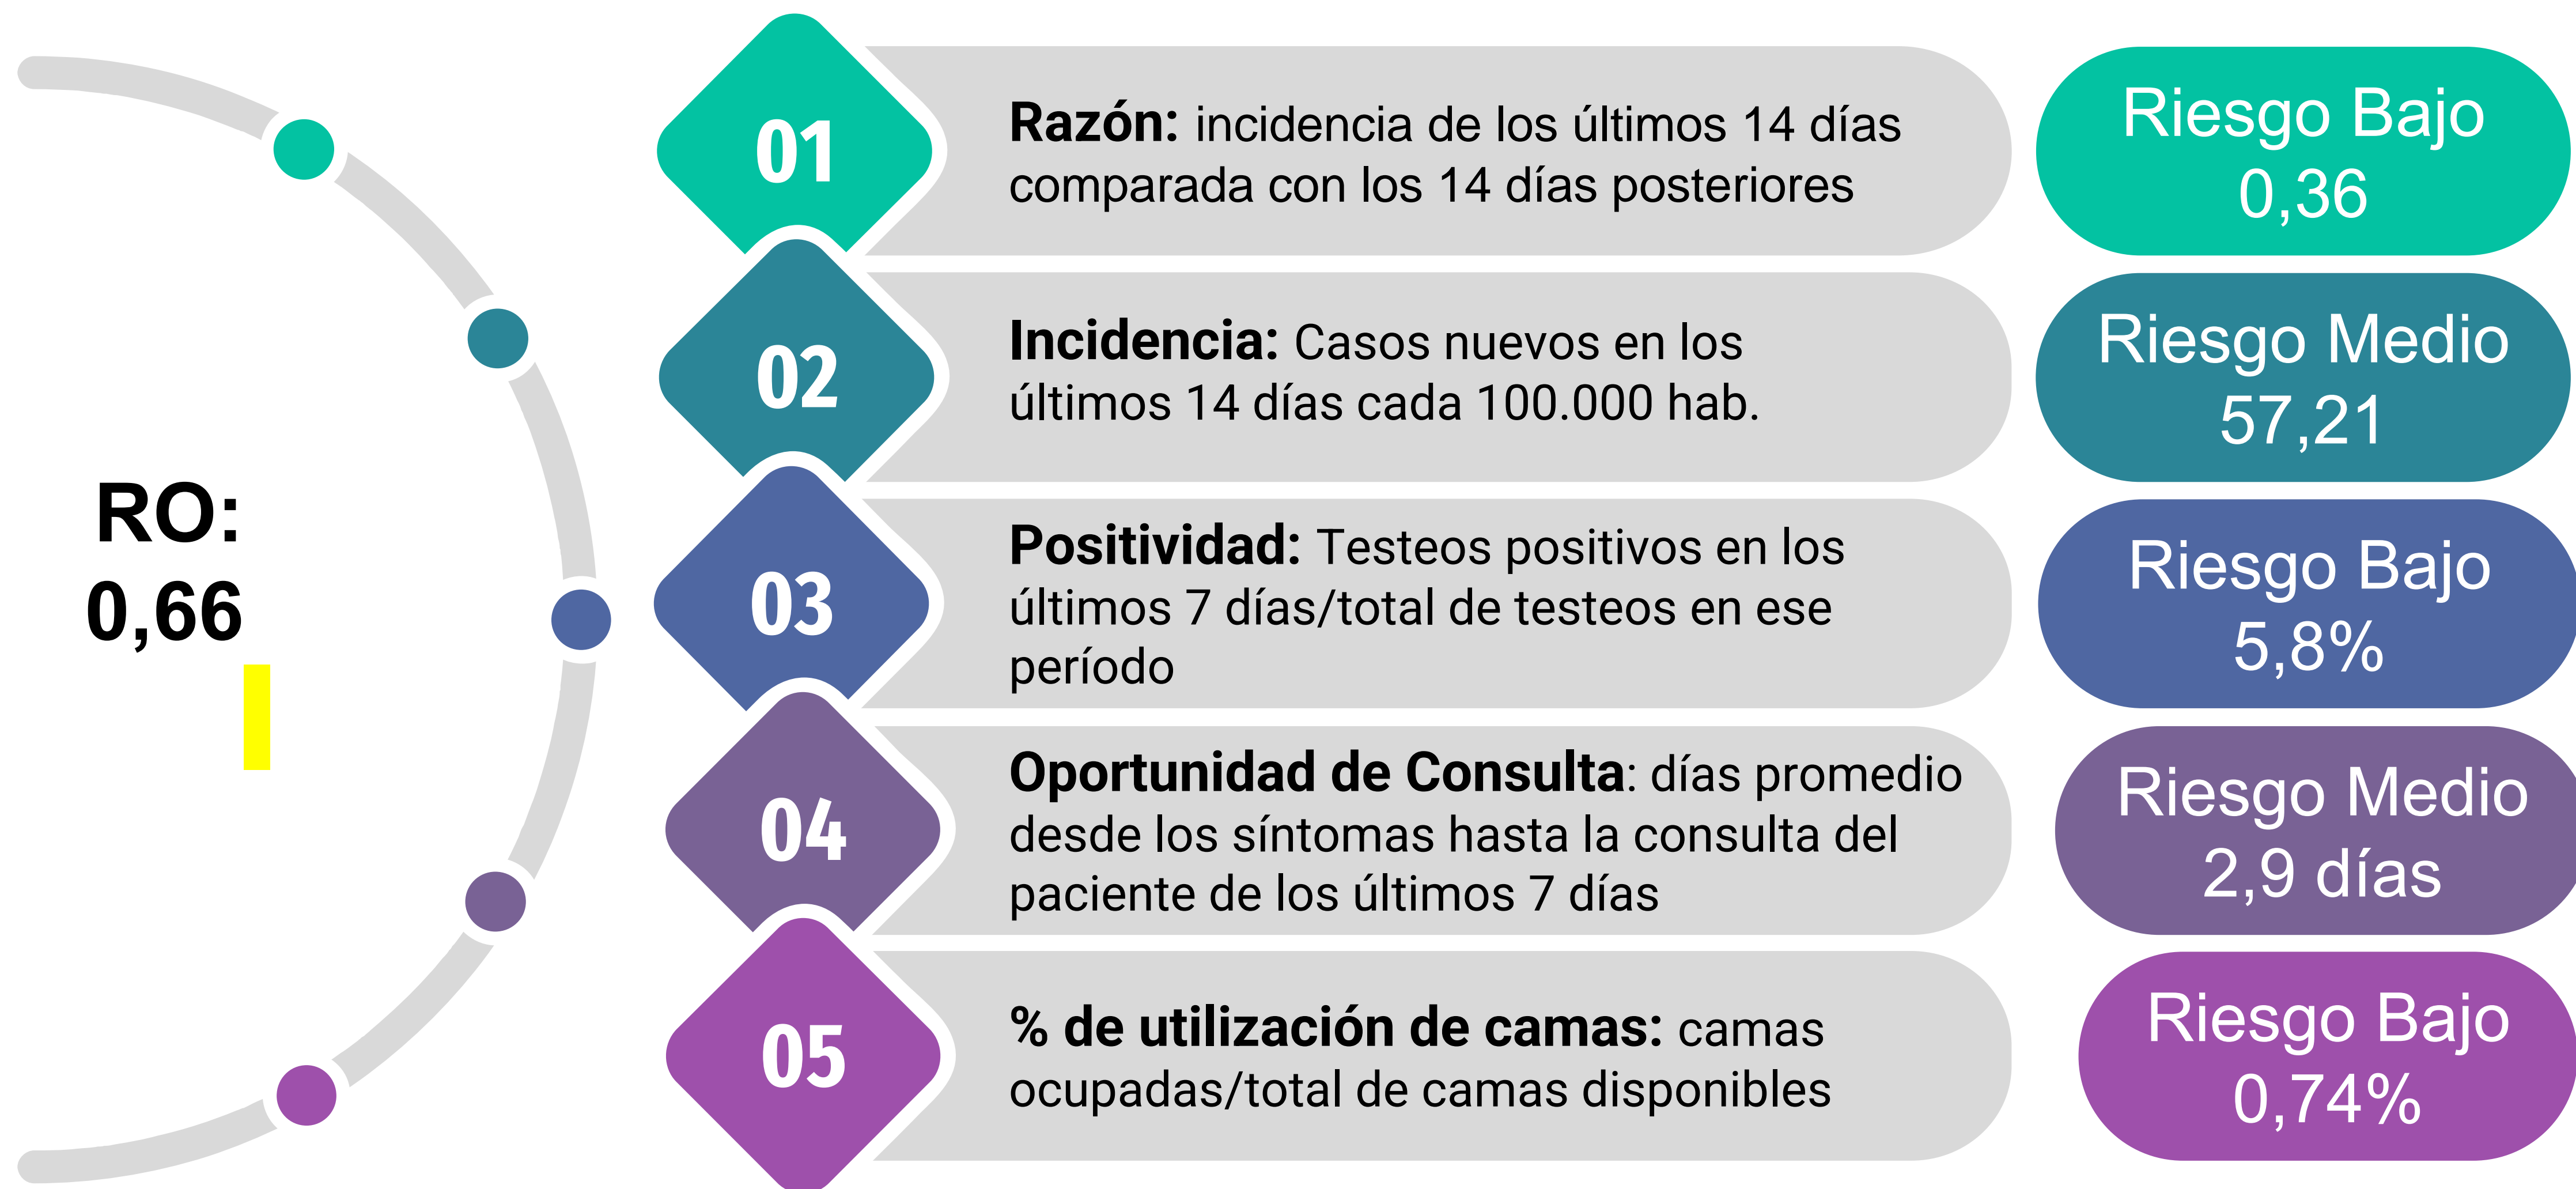 RO:
0,66
01
Razón: incidencia de los últimos 14 días
comparada con los 14 días posteriores
Riesgo Bajo
0,36
02
Incidencia: Casos nuevos en los
últimos 14 días cada 100.000 hab.
Riesgo Medio
57,21
03
Positividad: Testeos positivos en los
últimos 7 días/total de testeos en ese
período
Riesgo Bajo
5,8%
04
Oportunidad de Consulta: días promedio
desde los síntomas hasta la consulta del
paciente de los últimos 7 días
Riesgo Medio
2,9 días
05
% de utilización de camas: camas
ocupadas/total de camas disponibles
Riesgo Bajo
0,74%